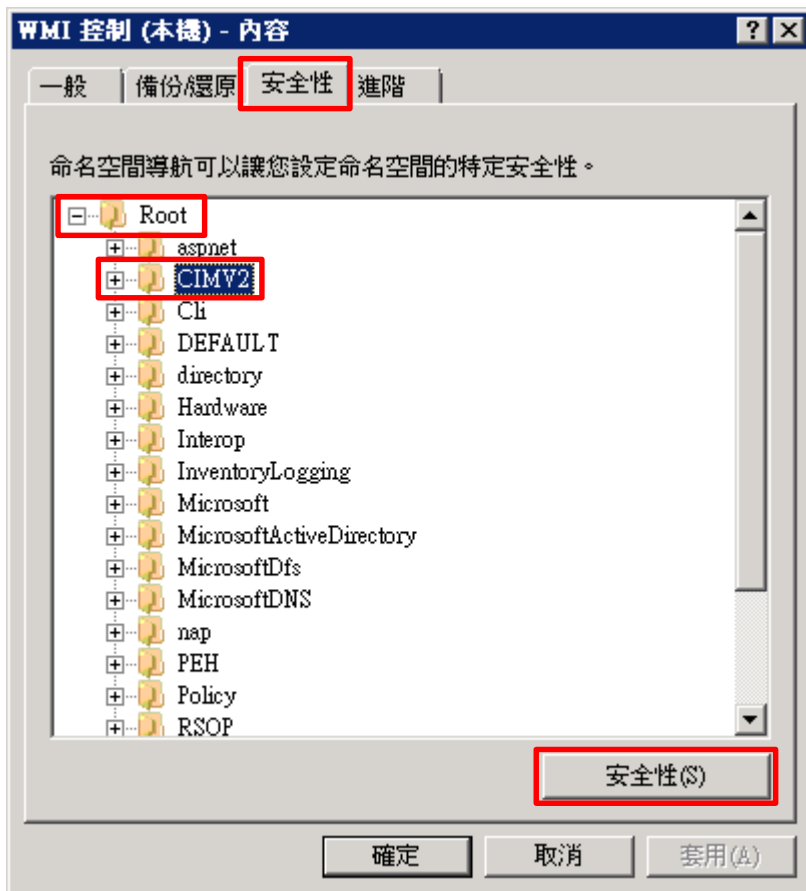 WMI 控制 (本機) - 內容
一般 備份/還原 安全性 進階
命名空間導航可以讓您設定命名空間的特定安全性。
Root
aspnet
CIMV2
Cli
DEFAULT
directory
Hardware
Interop
InventoryLogging
Microsoft
MicrosoftActiveDirectory
MicrosoftDfs
MicrosoftDNS
nap
PEH
Policy
RSOP
安全性(S)
確定 取消 套用(A)